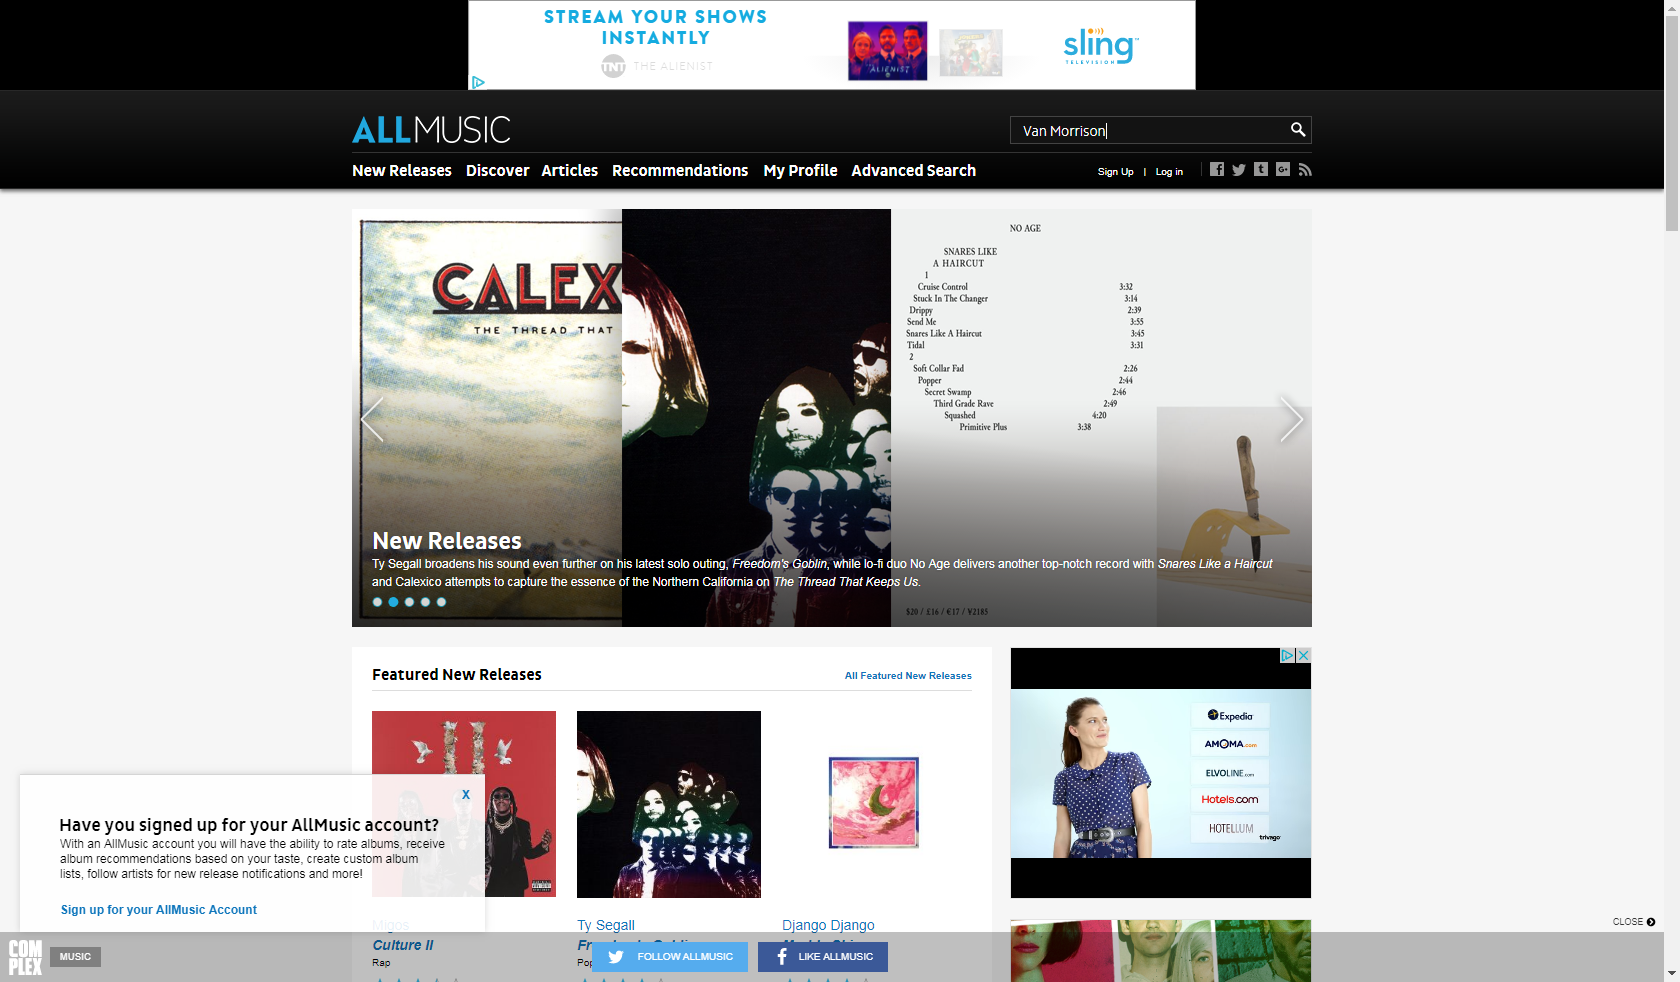 STREAM YOUR SHOWS
INSTANTLY
TNT THE ALIENIST
ALIENIST
sling
TELEVISION
ALLMUSIC
Van Morrison
New Releases Discover Articles Recommendations My Profile Advanced Search
Sign Up | Log in
CALEX
THE THREAD THAT
NO AGE
SNARES LIKE
A HAIRCUT
1
Cruise Control 3:32
Stuck In The Changer 3:14
Drippy 2:39
Send Me 3:55
Snares Like A Haircut 3:45
Tidal 3:31
2
Soft Collar Fad 2:26
Popper 2:44
Secret Swamp 2:46
Third Grade Rave 2:49
Squashed 4:20
Primitive Plus 3:38
New Releases
Ty Segall broadens his sound even further on his latest solo outing, Freedom's Goblin, while lo-fi duo No Age delivers another top-notch record with Snares Like a Haircut
and Calexico attempts to capture the essence of the Northern California on The Thread That Keeps Us.
$20 / £16 / €17 / ¥2185
Featured New Releases
All Featured New Releases
Expedia
AMOMA.com
ELVOLINE.com
Hotels.com
HOTELLUM
trivago
X
Have you signed up for your AllMusic account?
With an AllMusic account you will have the ability to rate albums, receive
album recommendations based on your taste, create custom album
lists, follow artists for new release notifications and more!
Sign up for your AllMusic Account
Migos
Culture II
Rap
Ty Segall
Django Django
CLOSE
COMPLEX
MUSIC
FOLLOW ALLMUSIC
LIKE ALLMUSIC